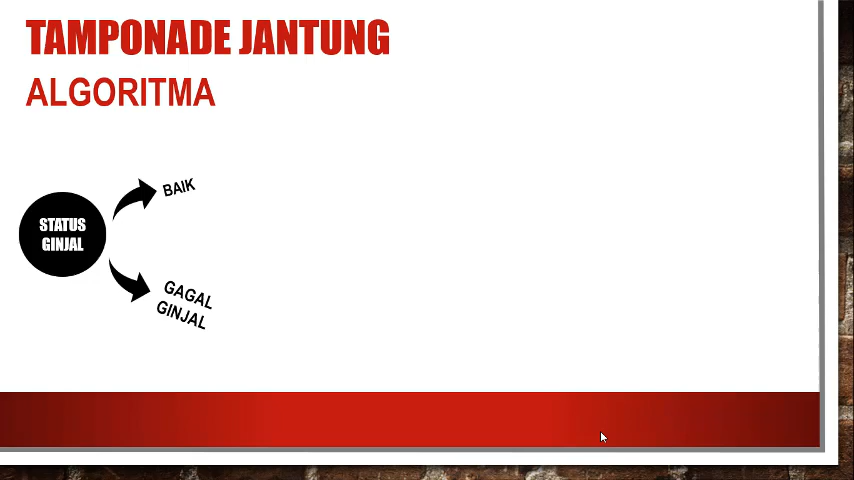 TAMPONADE JANTUNG
ALGORITMA
BAIK
STATUS
GINJAL
GAGAL
GINJAL